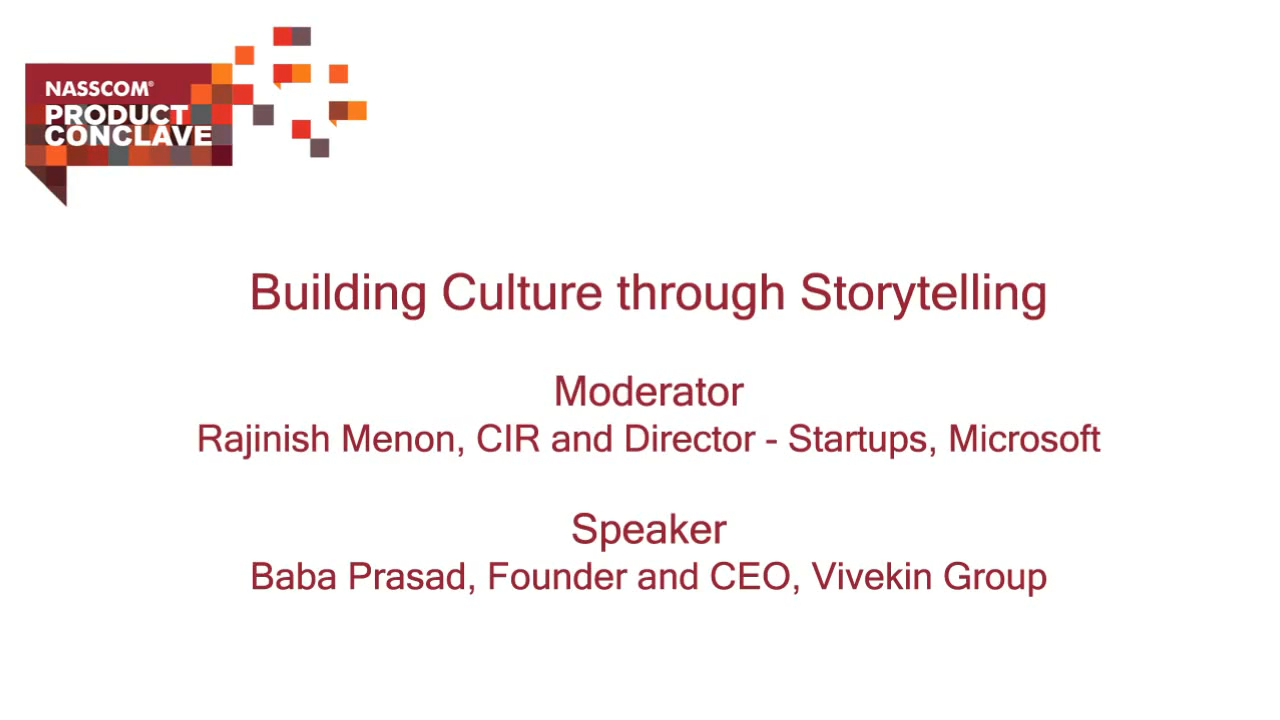 NASSCOM®
PRODUCT
CONCLAVE
Building Culture through Storytelling
Moderator
Rajinish Menon, CIR and Director - Startups, Microsoft
Speaker
Baba Prasad, Founder and CEO, Vivekin Group